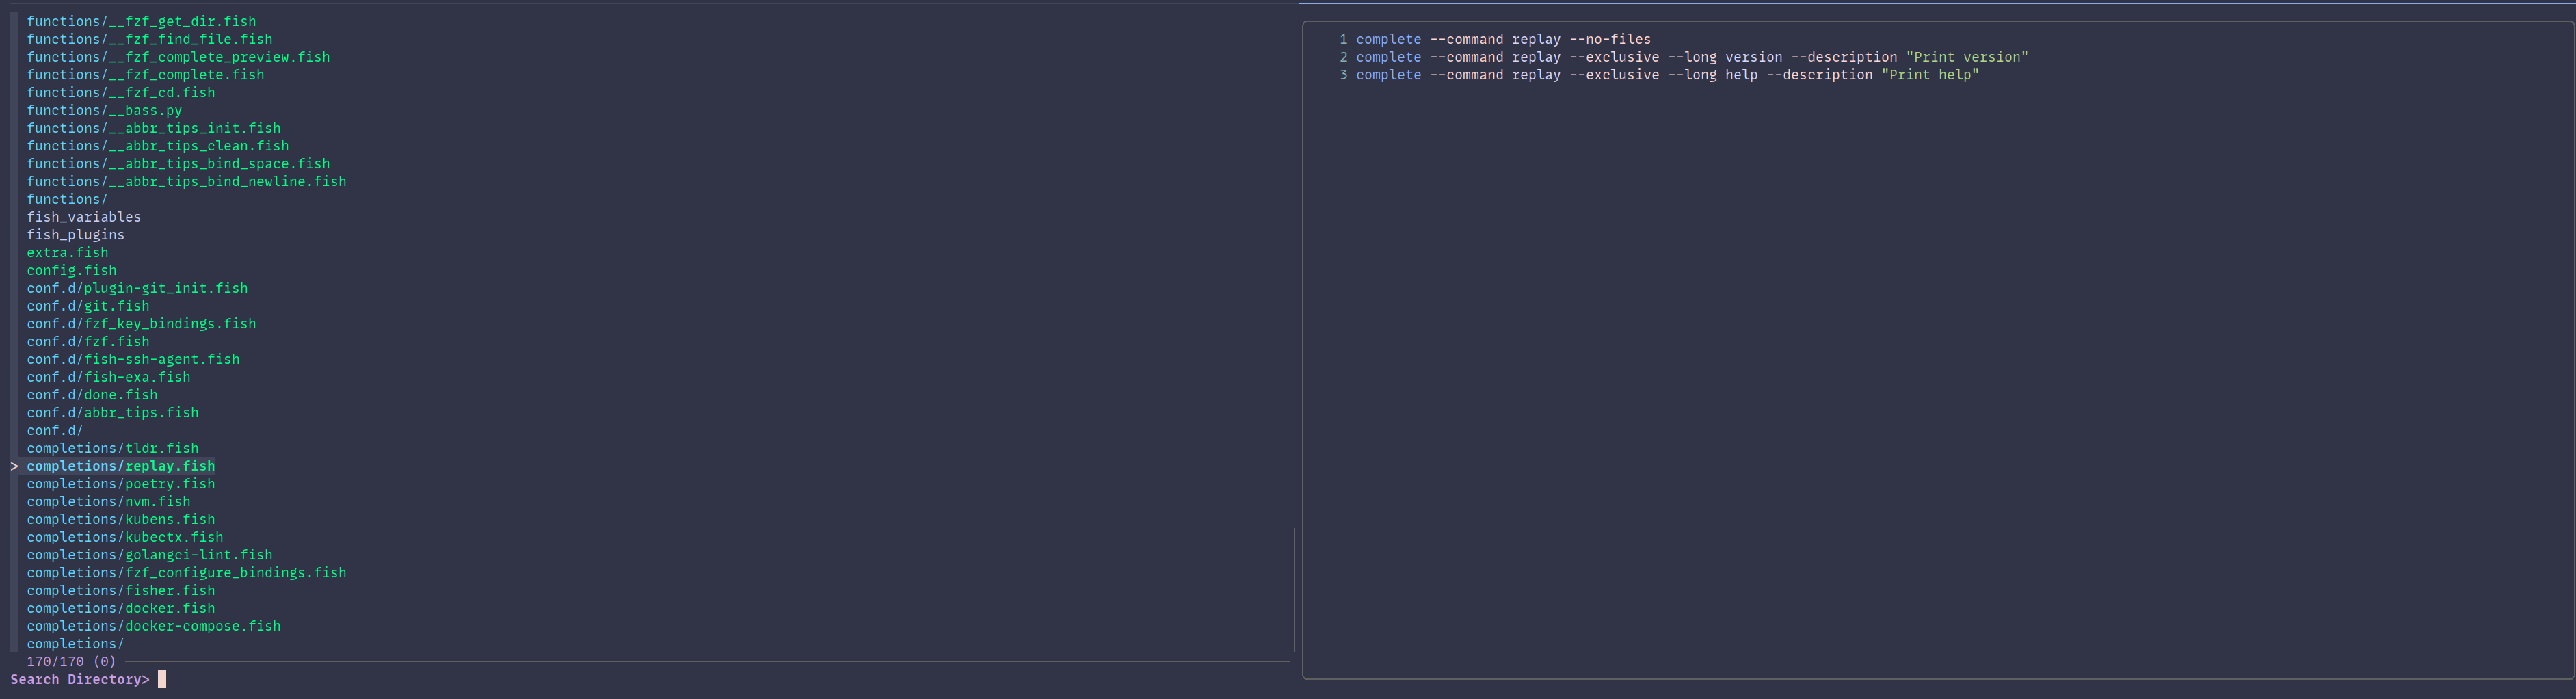 functions/__fzf_get_dir.fish
functions/__fzf_find_file.fish
functions/__fzf_complete_preview.fish
functions/__fzf_complete.fish
functions/__fzf_cd.fish
functions/__bass.py
functions/__abbr_tips_init.fish
functions/__abbr_tips_clean.fish
functions/__abbr_tips_bind_space.fish
functions/__abbr_tips_bind_newline.fish
functions/
fish_variables
fish_plugins
extra.fish
config.fish
conf.d/plugin-git_init.fish
conf.d/git.fish
conf.d/fzf_key_bindings.fish
conf.d/fzf.fish
conf.d/fish-ssh-agent.fish
conf.d/fish-exa.fish
conf.d/done.fish
conf.d/abbr_tips.fish
conf.d/
completions/tldr.fish
> completions/replay.fish
completions/poetry.fish
completions/nvm.fish
completions/kubens.fish
completions/kubectx.fish
completions/golangci-lint.fish
completions/fzf_configure_bindings.fish
completions/fisher.fish
completions/docker.fish
completions/docker-compose.fish
completions/
170/170 (0)
Search Directory>
1 complete --command replay --no-files
2 complete --command replay --exclusive --long version --description "Print version"
3 complete --command replay --exclusive --long help --description "Print help"